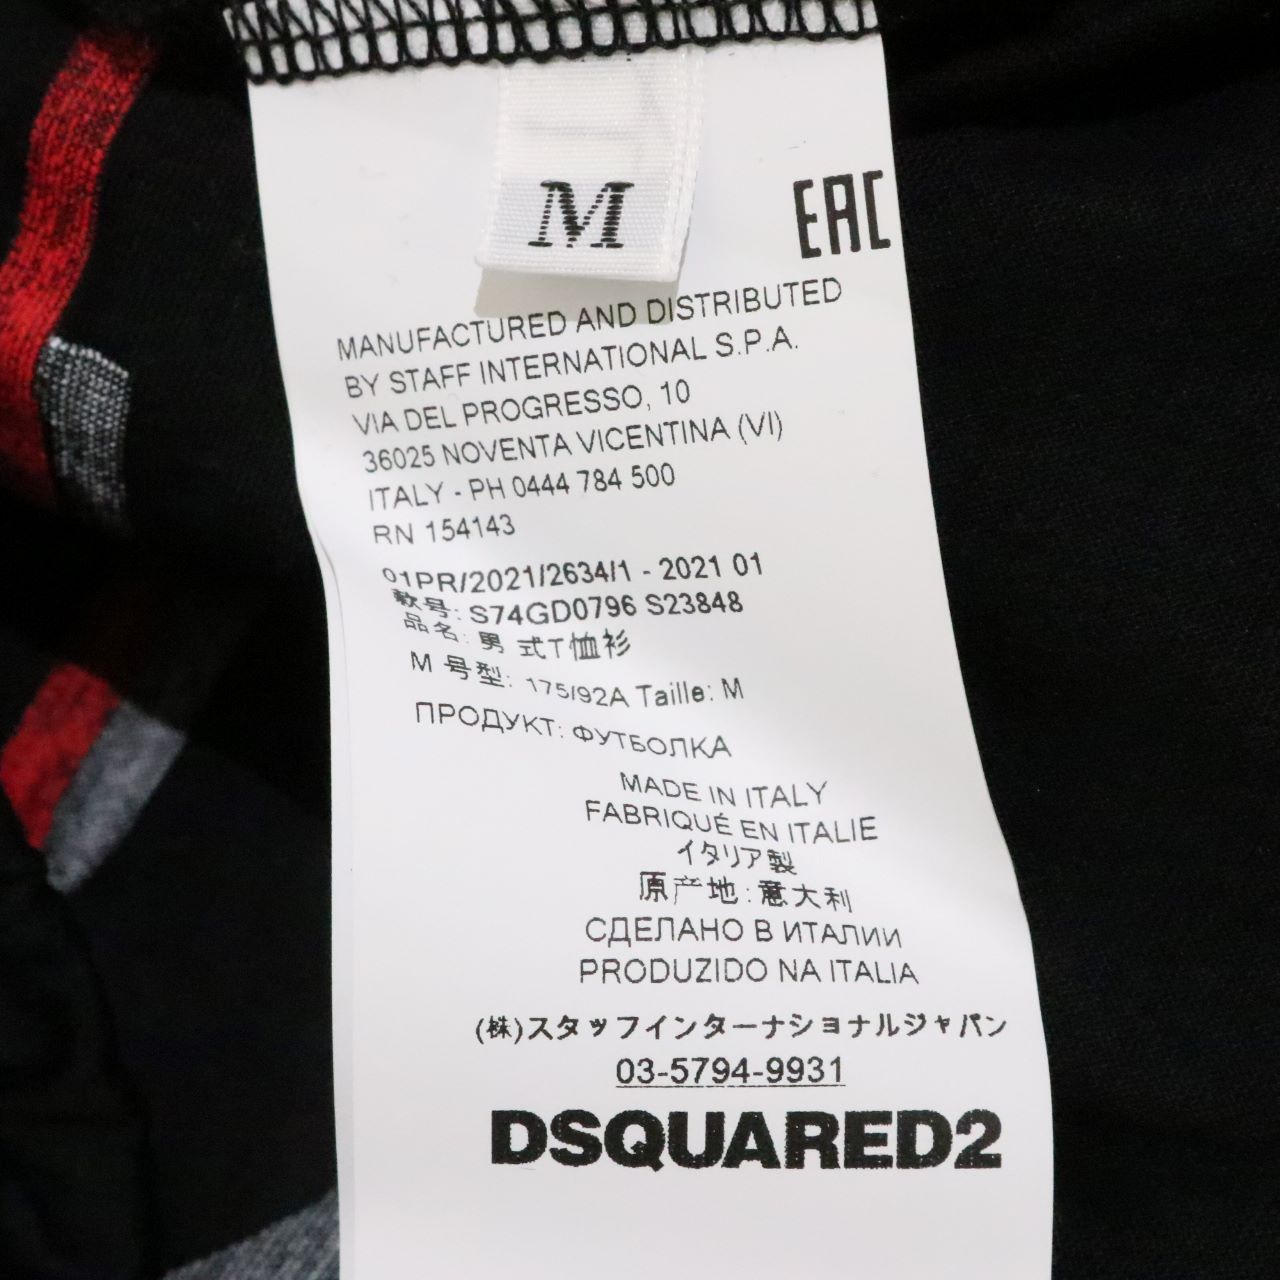 M
EAC
MANUFACTURED AND DISTRIBUTED
BY STAFF INTERNATIONAL S.P.A.
VIA DEL PROGRESSO, 10
36025 NOVENTA VICENTINA (VI)
ITALY - PH 0444 784 500
RN 154143
01PR/2021/2634/1 - 2021 01
款号: S74GD0796 S23848
品名: 男 式T恤衫
M 号型: 175/92A Taille: M
ПРОДУКТ: ФУТБОЛКА
MADE IN ITALY
FABRIQUÉ EN ITALIE
イタリア製
原产地:意大利
СДЕЛАНО В ИТАЛИИ
PRODUZIDO NA ITALIA
(株)スタッフインターナショナルジャパン
03-5794-9931
DSQUARED2